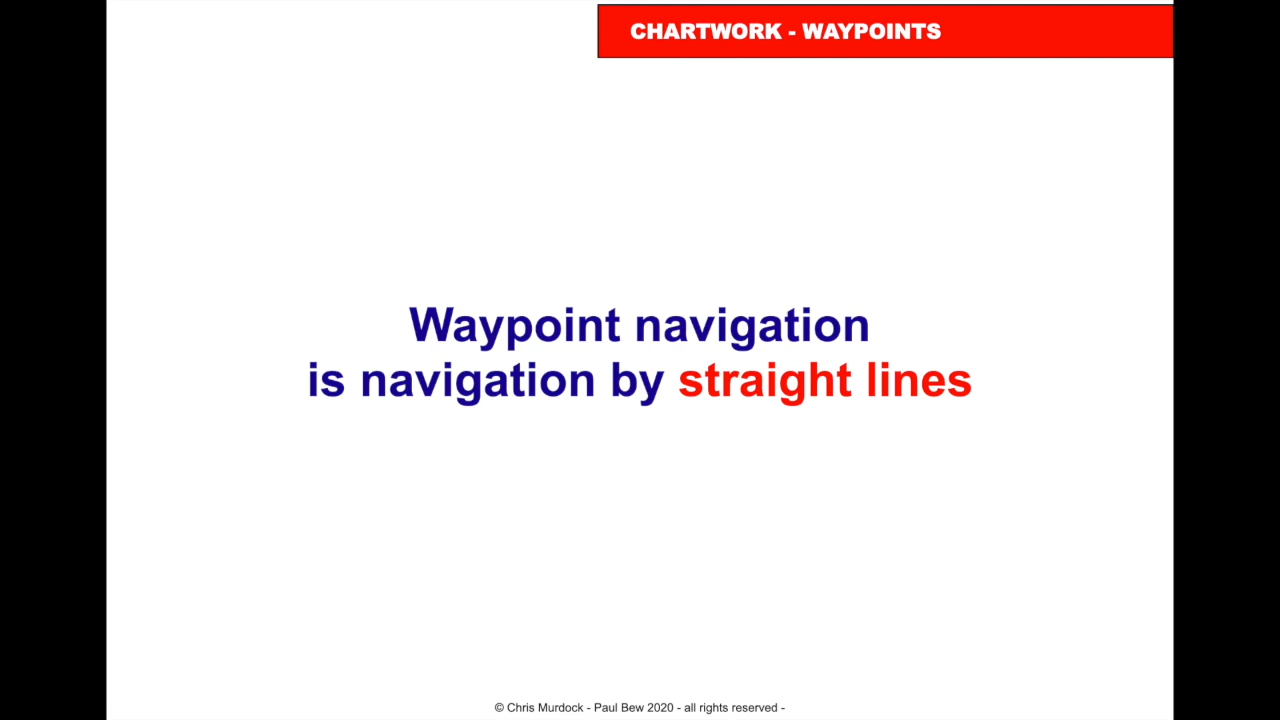 CHARTWORK - WAYPOINTS
Waypoint navigation
is navigation by straight lines
© Chris Murdock - Paul Bew 2020 - all rights reserved -